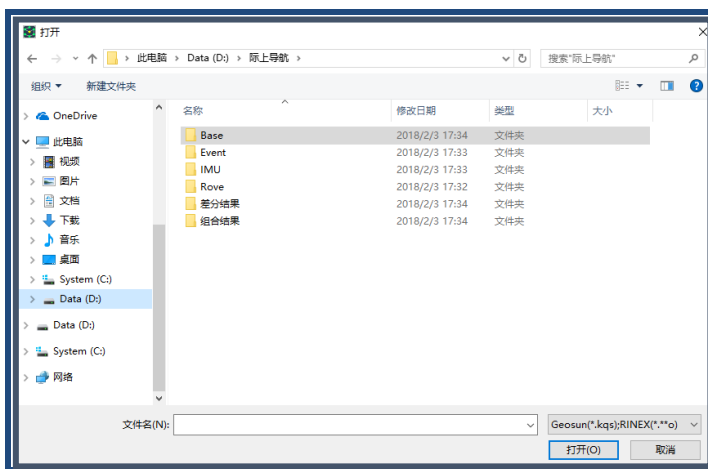 打开
此电脑 › Data (D:) › 际上导航 ›
搜索"际上导航"
组织 新建文件夹
名称 修改日期 类型 大小
OneDrive
此电脑
视频
图片
文档
下载
音乐
桌面
System (C:)
Data (D:)
Data (D:)
System (C:)
网络
Base 2018/2/3 17:34 文件夹
Event 2018/2/3 17:33 文件夹
IMU 2018/2/3 17:33 文件夹
Rove 2018/2/3 17:32 文件夹
差分结果 2018/2/3 17:34 文件夹
组合结果 2018/2/3 17:34 文件夹
文件名(N):
Geosun(*.kqs);RINEX(*.**o)
打开(O) 取消